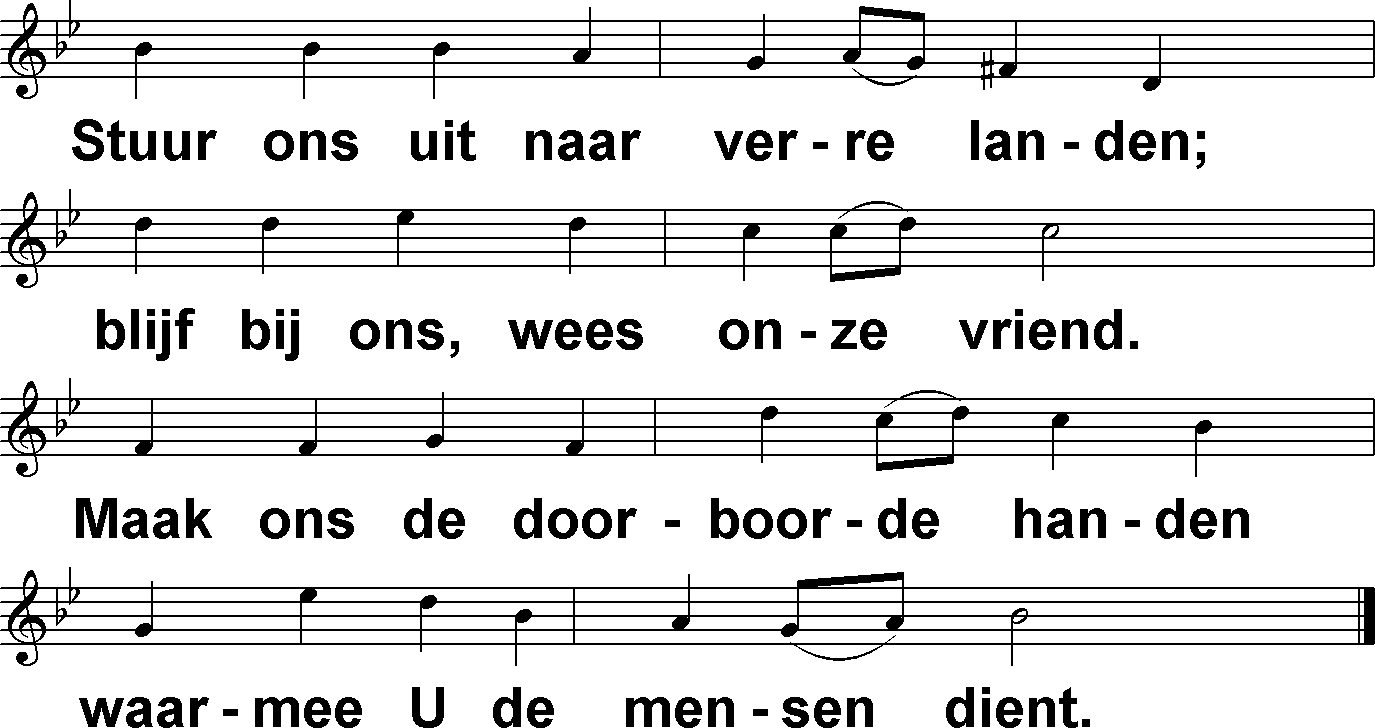 Stuur ons uit naar ver - re lan - den;
blijf bij ons, wees on - ze vriend.
Maak ons de door - boor - de han - den
waar - mee U de men - sen dient.